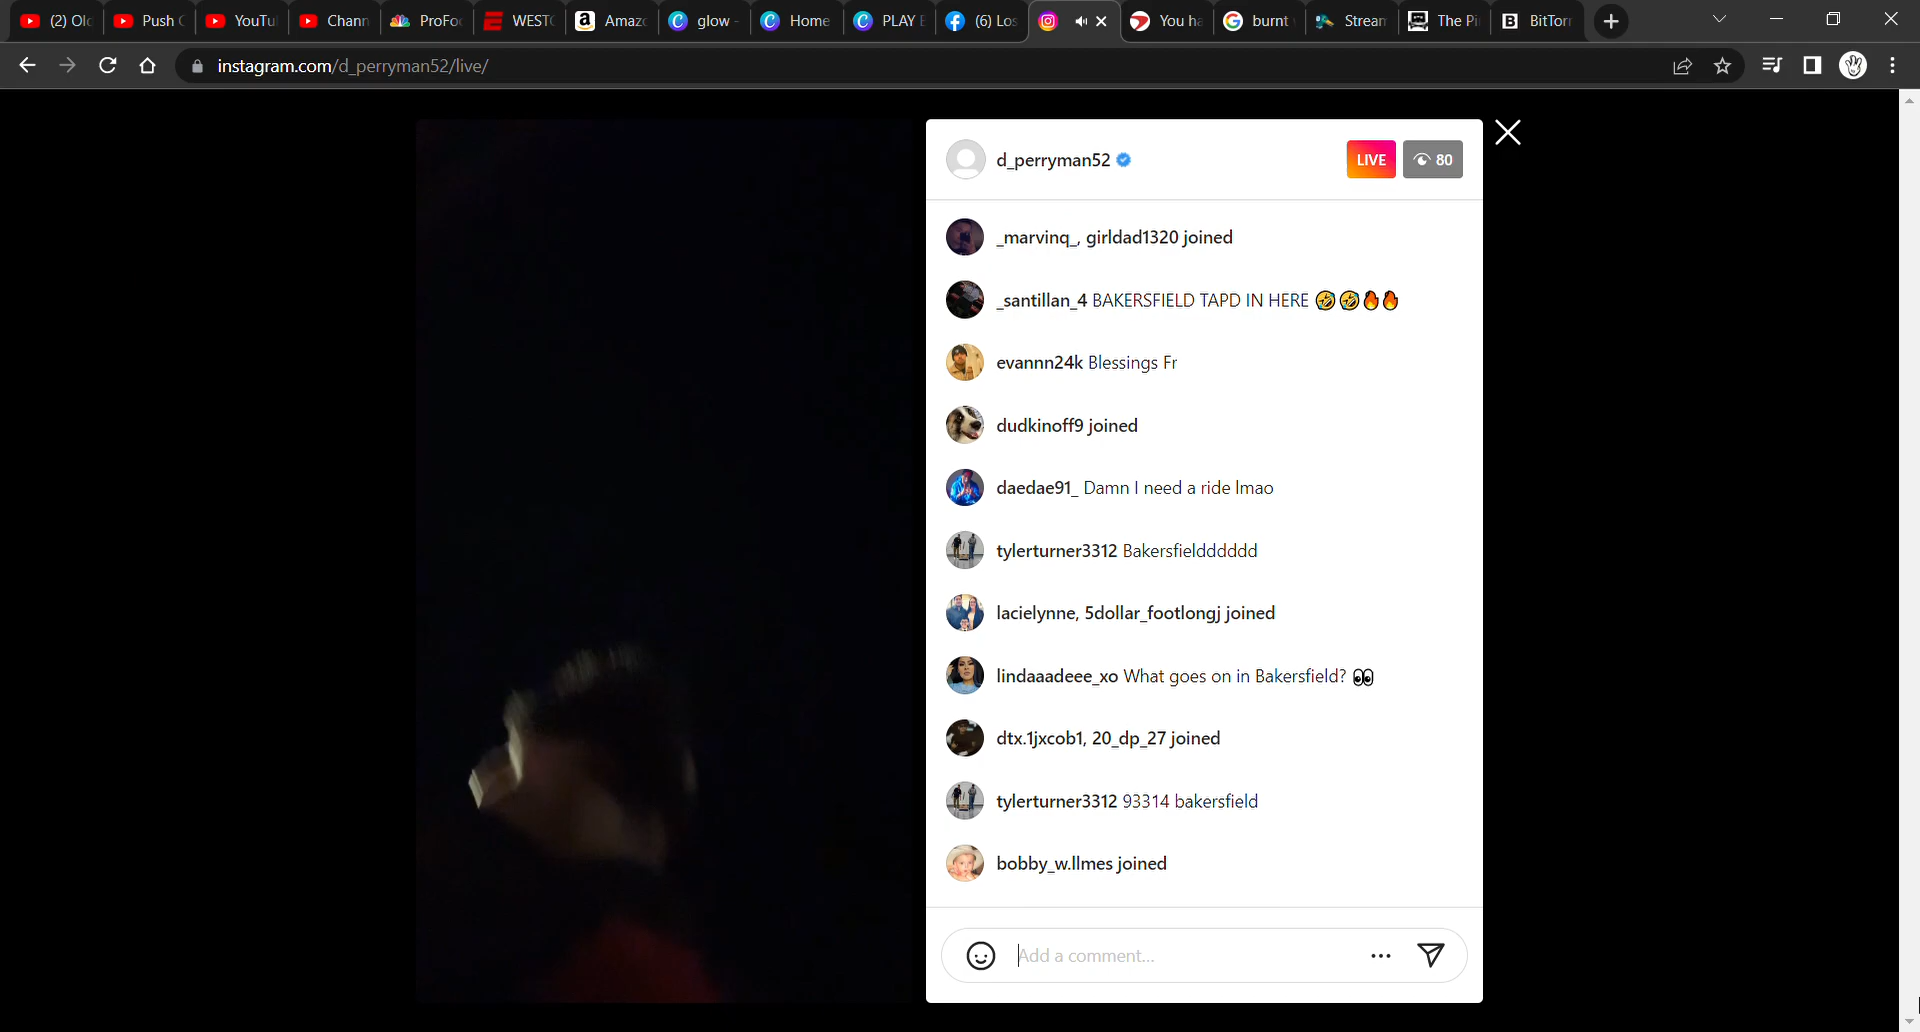 (2) Old
Push
YouTu
Chann
ProFoo
WESTC
Amazo
glow -
Home
PLAY
(6) Los
You ha
burnt
Stream
The Pi
BitTorr
instagram.com/d_perryman52/live/
d_perryman52
LIVE
80
_marvinq_, girldad1320 joined
_santillan_4 BAKERSFIELD TAPD IN HERE 🤣🤣🔥🔥
evannn24k Blessings Fr
dudkinoff9 joined
daedae91_ Damn I need a ride lmao
tylerturner3312 Bakersfieldddddd
lacielynne, 5dollar_footlongj joined
lindaaadeee_xo What goes on in Bakersfield? 👀
dtx.1jxcob1, 20_dp_27 joined
tylerturner3312 93314 bakersfield
bobby_w.llmes joined
Add a comment...